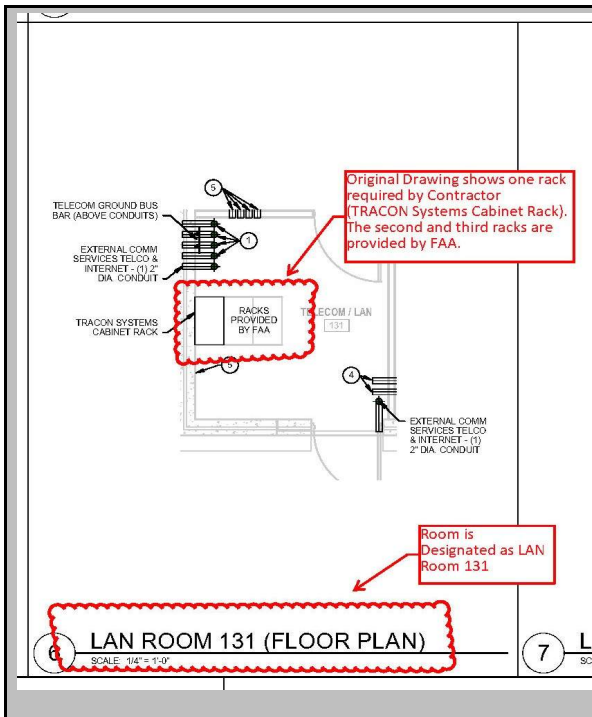 Original Drawing shows one rack
required by Contractor
(TRACON Systems Cabinet Rack).
The second and third racks are
provided by FAA.
5
TELECOM GROUND BUS
BAR (ABOVE CONDUITS)
1
EXTERNAL COMM
SERVICES TELCO &
INTERNET - (1) 2"
DIA. CONDUIT
RACKS
PROVIDED
BY FAA
TELECOM / LAN
131
TRACON SYSTEMS
CABINET RACK
5
4
EXTERNAL COMM
SERVICES TELCO
& INTERNET - (1)
2" DIA. CONDUIT
Room is
Designated as LAN
Room 131
6
LAN ROOM 131 (FLOOR PLAN)
SCALE: 1/4" = 1'-0"
7
L
SC